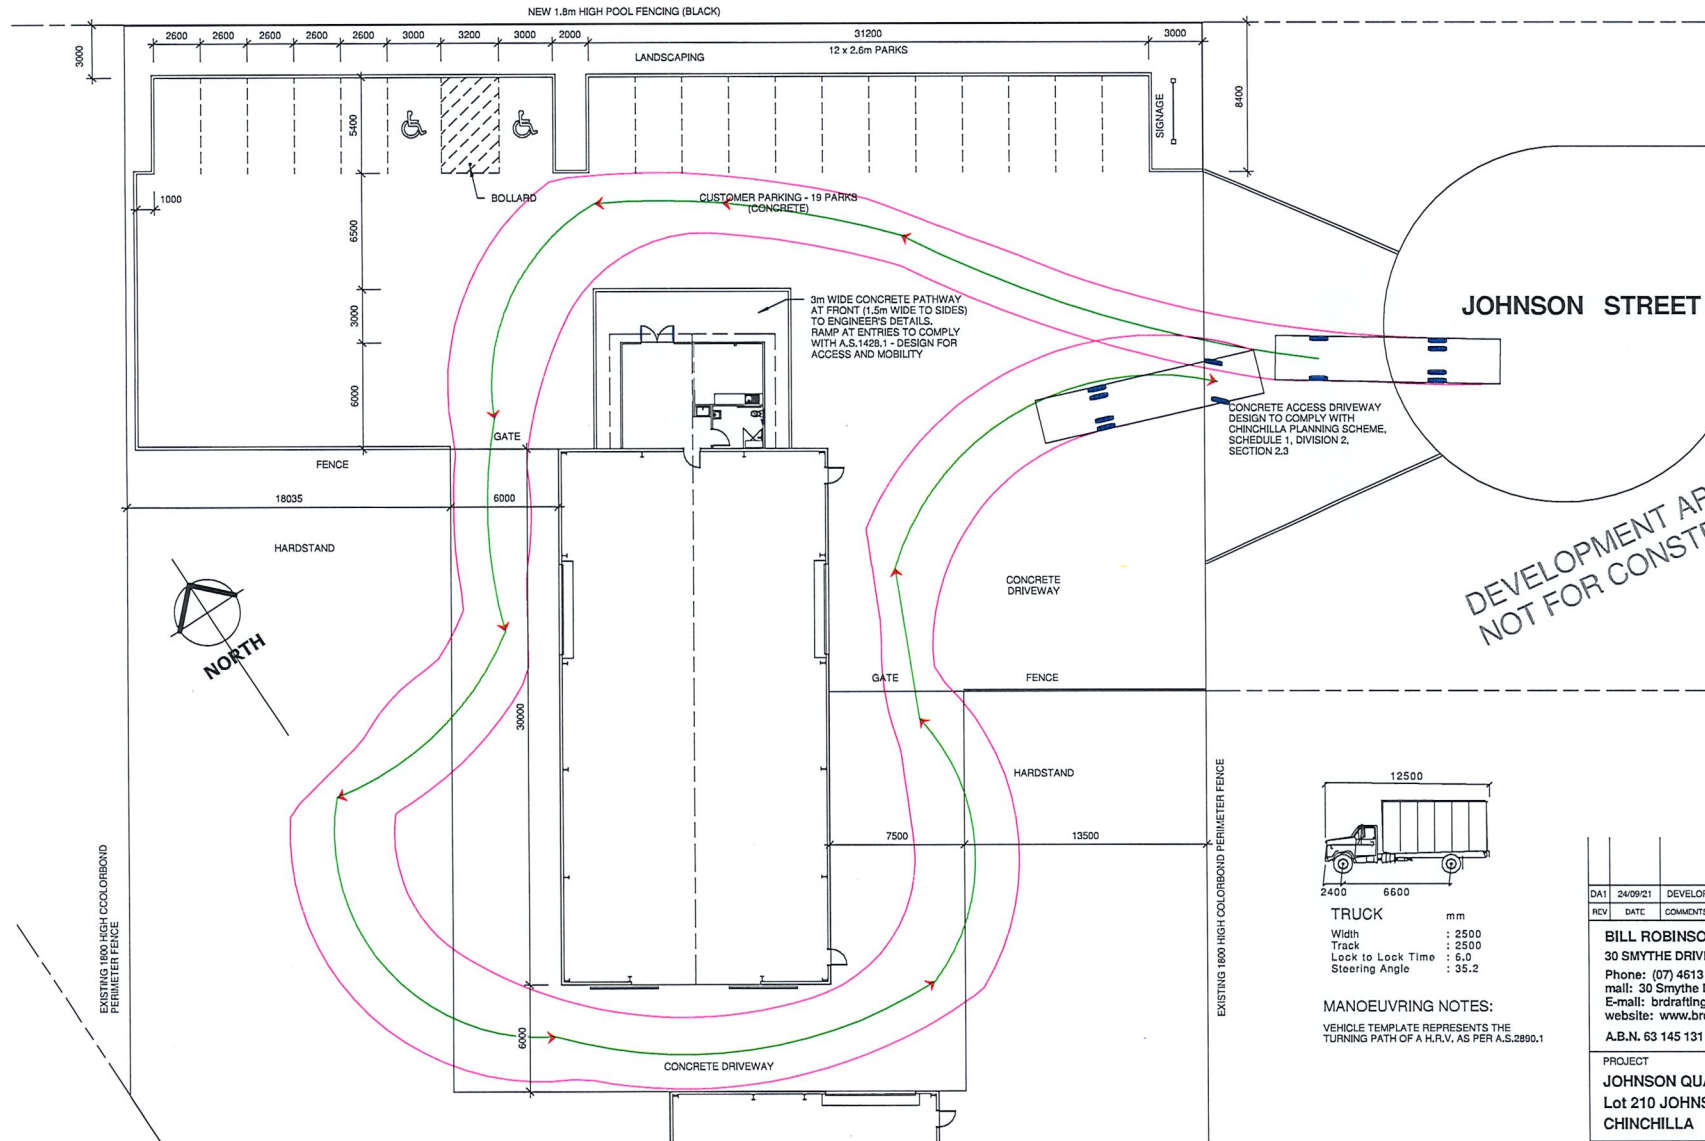 NEW 1.8m HIGH POOL FENCING (BLACK)
2600 2600 2600 2600 2600 3000 3200 3000 2000 31200 3000
12 x 2.6m PARKS
LANDSCAPING
3000
8400
SIGNAGE
5400
BOLLARD
1000
CUSTOMER PARKING - 19 PARKS
(CONCRETE)
6500
3000
6000
3m WIDE CONCRETE PATHWAY
AT FRONT (1.5m WIDE TO SIDES)
TO ENGINEER'S DETAILS.
RAMP AT ENTRIES TO COMPLY
WITH A.S.1428.1 - DESIGN FOR
ACCESS AND MOBILITY
JOHNSON STREET
CONCRETE ACCESS DRIVEWAY
DESIGN TO COMPLY WITH
CHINCHILLA PLANNING SCHEME,
SCHEDULE 1, DIVISION 2,
SECTION 2.3
GATE
FENCE
18035
6000
HARDSTAND
NORTH
CONCRETE
DRIVEWAY
DEVELOPMENT AP
NOT FOR CONST
GATE
FENCE
30000
HARDSTAND
7500
13500
EXISTING 1800 HIGH CCOLORBOND
PERIMETER FENCE
EXISTING 1800 HIGH COLORBOND PERIMETER FENCE
6000
CONCRETE DRIVEWAY
12500
2400 6600
TRUCK mm
Width : 2500
Track : 2500
Lock to Lock Time : 6.0
Steering Angle : 35.2
MANOEUVRING NOTES:
VEHICLE TEMPLATE REPRESENTS THE
TURNING PATH OF A H.R.V. AS PER A.S.2890.1
DA1 24/09/21 DEVELOP
REV DATE COMMENTS
BILL ROBINSO
30 SMYTHE DRIV
Phone: (07) 4613
mail: 30 Smythe
E-mail: brdrafting
website: www.br
A.B.N. 63 145 131
PROJECT
JOHNSON QU
Lot 210 JOHNS
CHINCHILLA